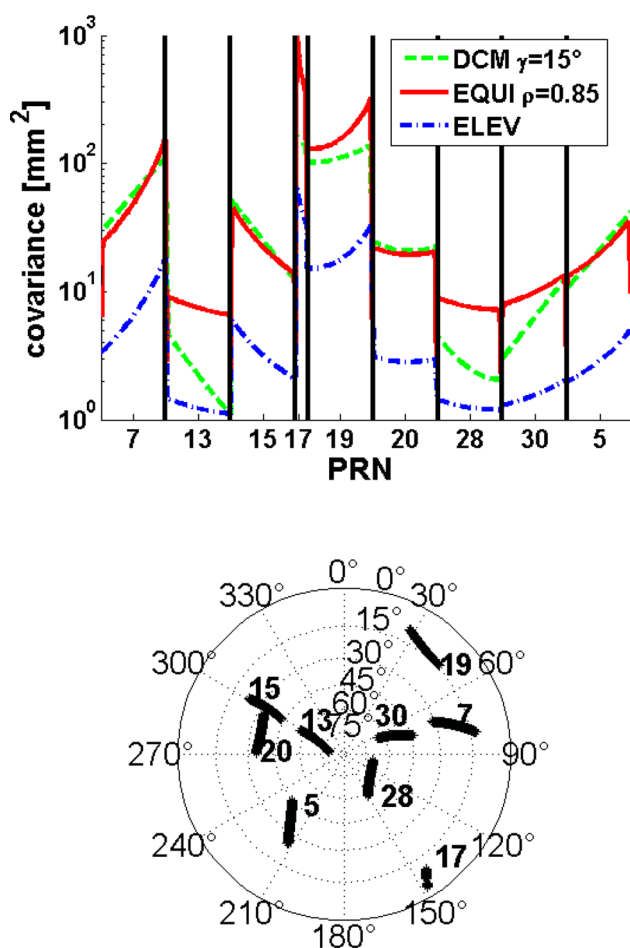 10³
DCM γ=15°
EQUI ρ=0.85
ELEV
10²
covariance [mm²]
10¹
10⁰
7 13 15 17 19 20 28 30 5
PRN
0° 0°
330° 30°
15°
300° 30° 60°
19
45°
15 60° 7
13 75° 30
270° 20 90°
28
5
240° 17 120°
210° 150°
180°